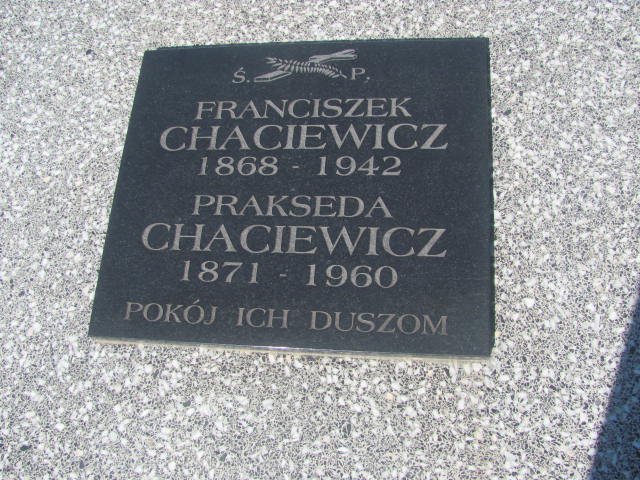 Ś. P.
FRANCISZEK
CHACIEWICZ
1868 - 1942
PRAKSEDA
CHACIEWICZ
1871 - 1960
POKÓJ ICH DUSZOM